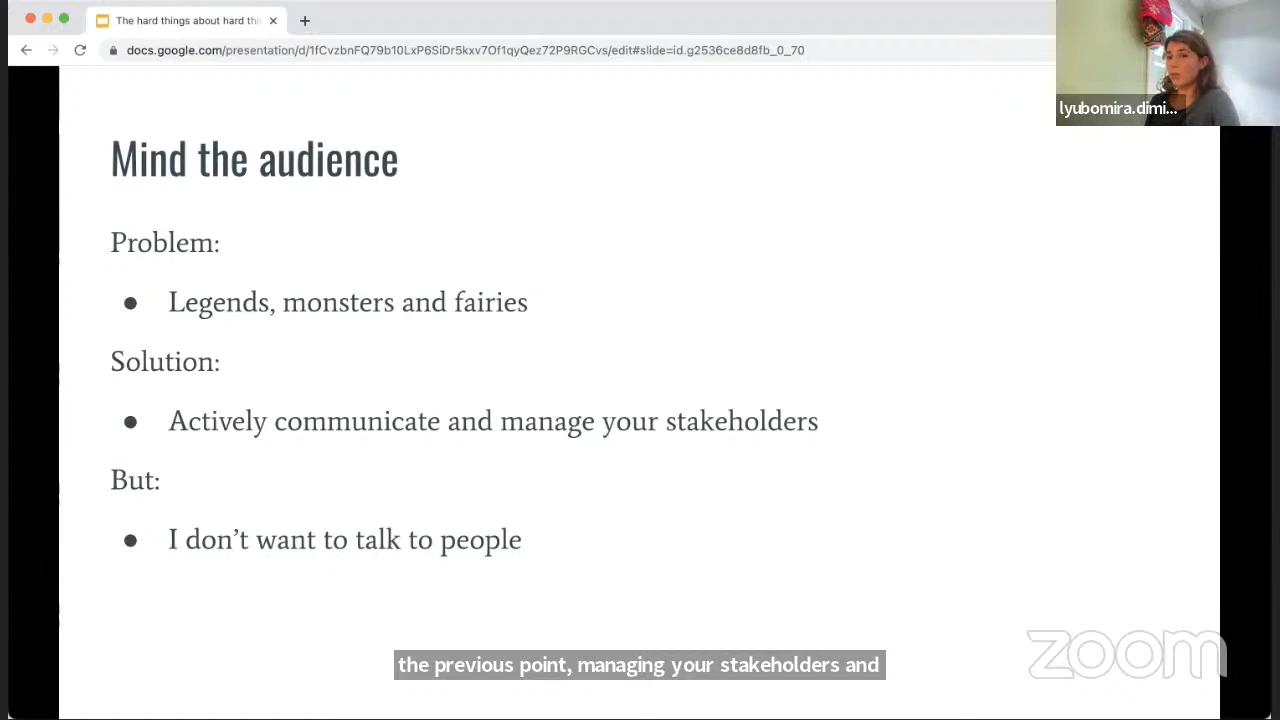 The hard things about hard thi
docs.google.com/presentation/d/1fCvzbnFQ79b10LxP6SiDr5kxv7Of1qyQez72P9RGCvs/edit#slide=id.g2536ce8d8fb_0_70
lyubomira.dimi...
Mind the audience
Problem:
● Legends, monsters and fairies
Solution:
● Actively communicate and manage your stakeholders
But:
● I don't want to talk to people
the previous point, managing your stakeholders and
zoom